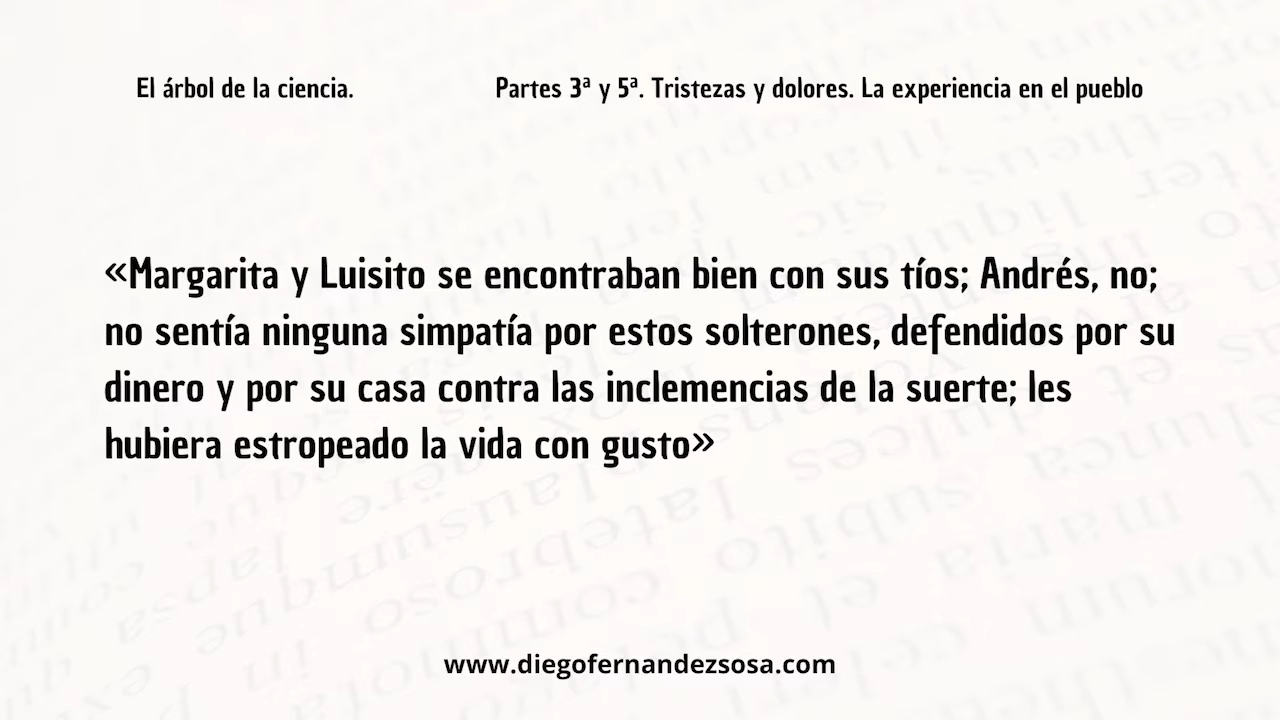 El árbol de la ciencia.
Partes 3ª y 5ª. Tristezas y dolores. La experiencia en el pueblo
«Margarita y Luisito se encontraban bien con sus tíos; Andrés, no;
no sentía ninguna simpatía por estos solterones, defendidos por su
dinero y por su casa contra las inclemencias de la suerte; les
hubiera estropeado la vida con gusto»
www.diegofernandezsosa.com